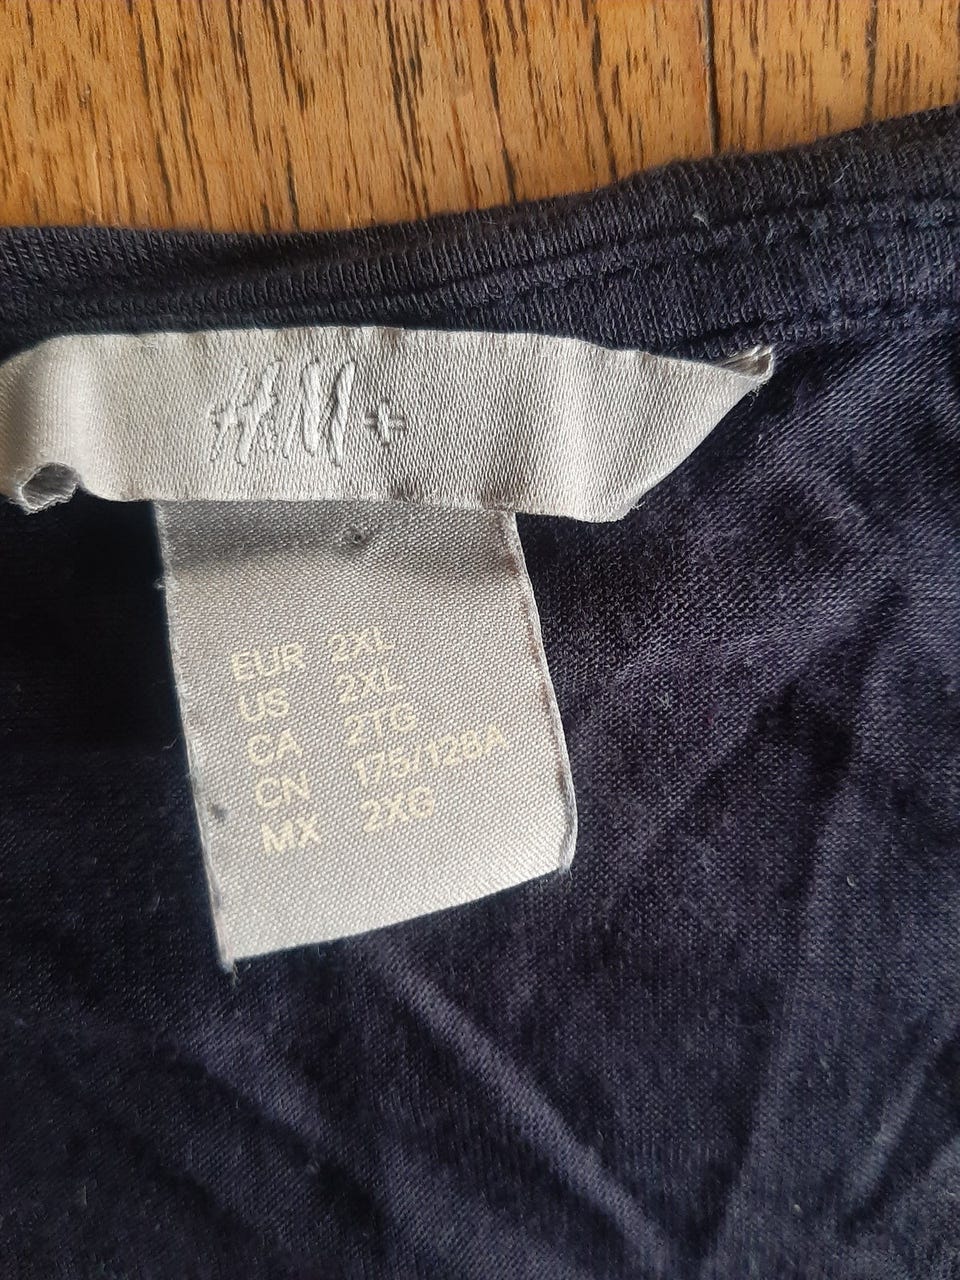 H&M+
EUR 2XL
US 2XL
CA 2TG
CN 175/128A
MX 2XG